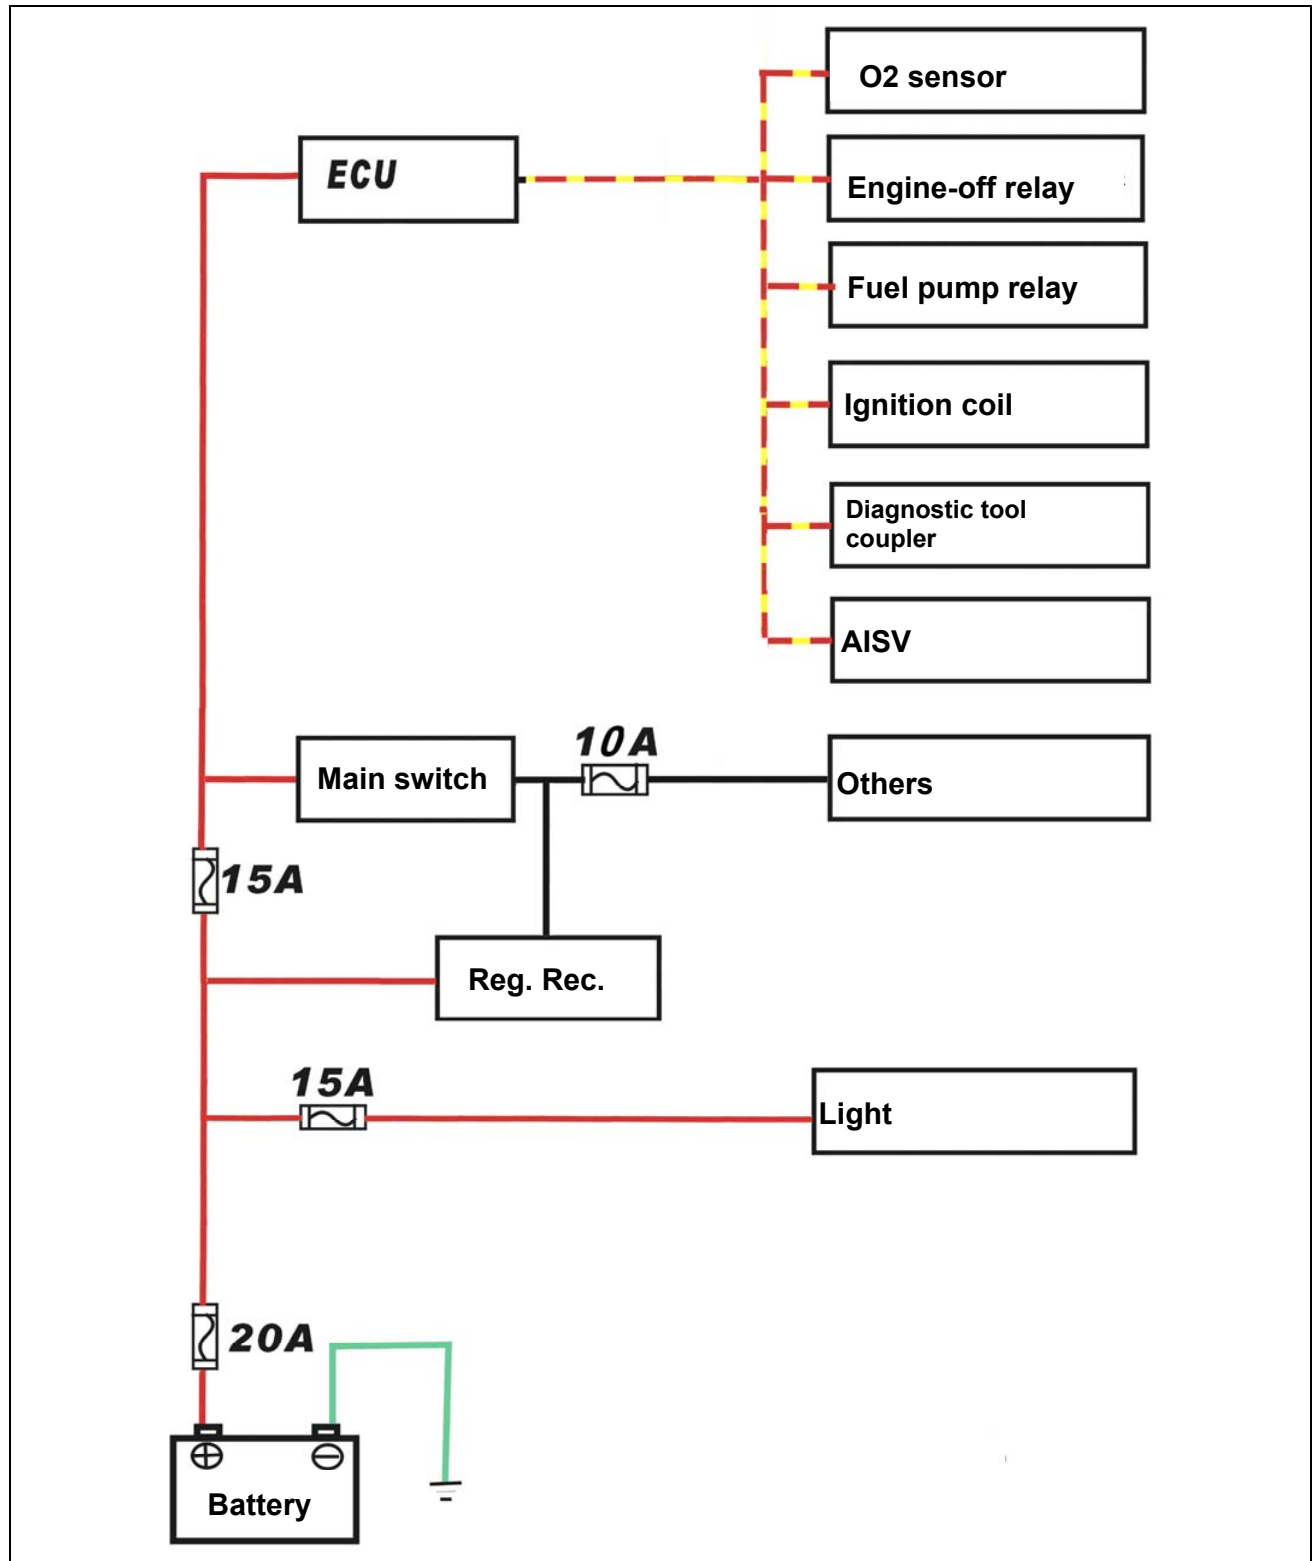 O2 sensor
ECU
Engine-off relay
Fuel pump relay
Ignition coil
Diagnostic tool
coupler
AISV
10A
Main switch
Others
15A
Reg. Rec.
15A
Light
20A
Battery